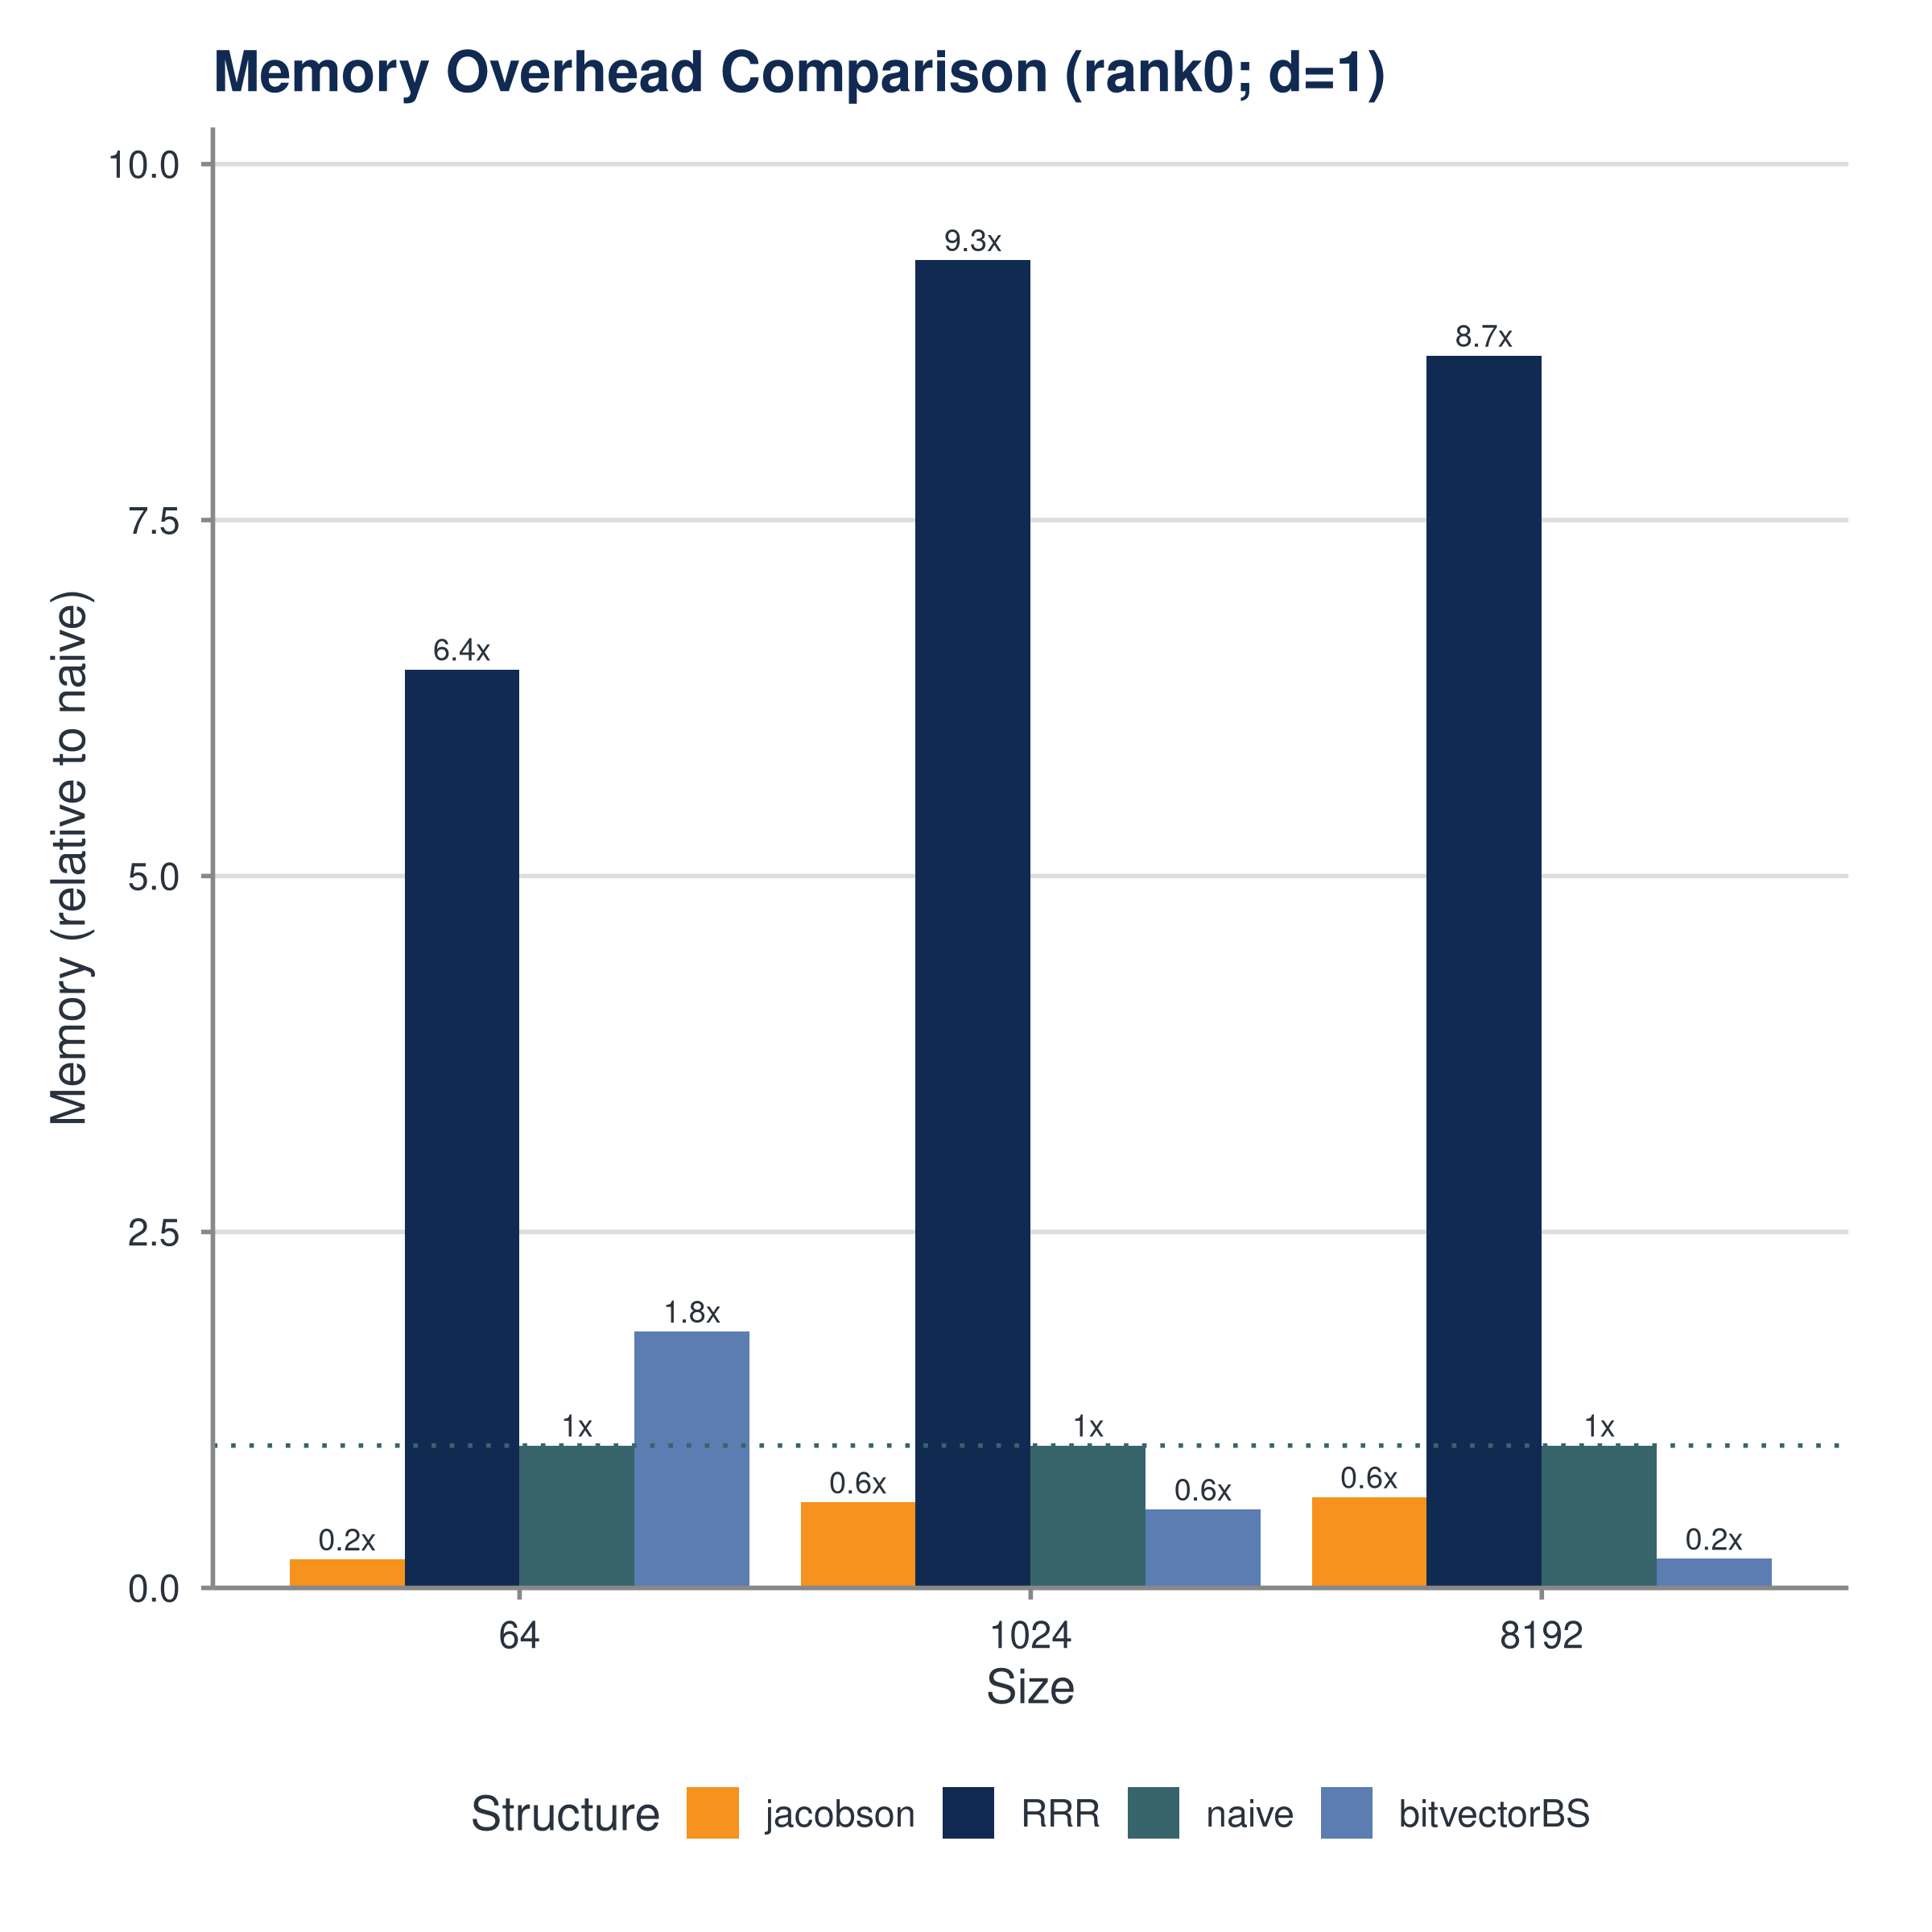 Memory Overhead Comparison (rank0; d=1)
Memory (relative to naive)
10.0
7.5
5.0
2.5
0.0
0.2x
6.4x
1x
1.8x
0.6x
9.3x
1x
0.6x
0.6x
8.7x
1x
0.2x
64
1024
8192
Size
Structure jacobson RRR naive bitvectorBS